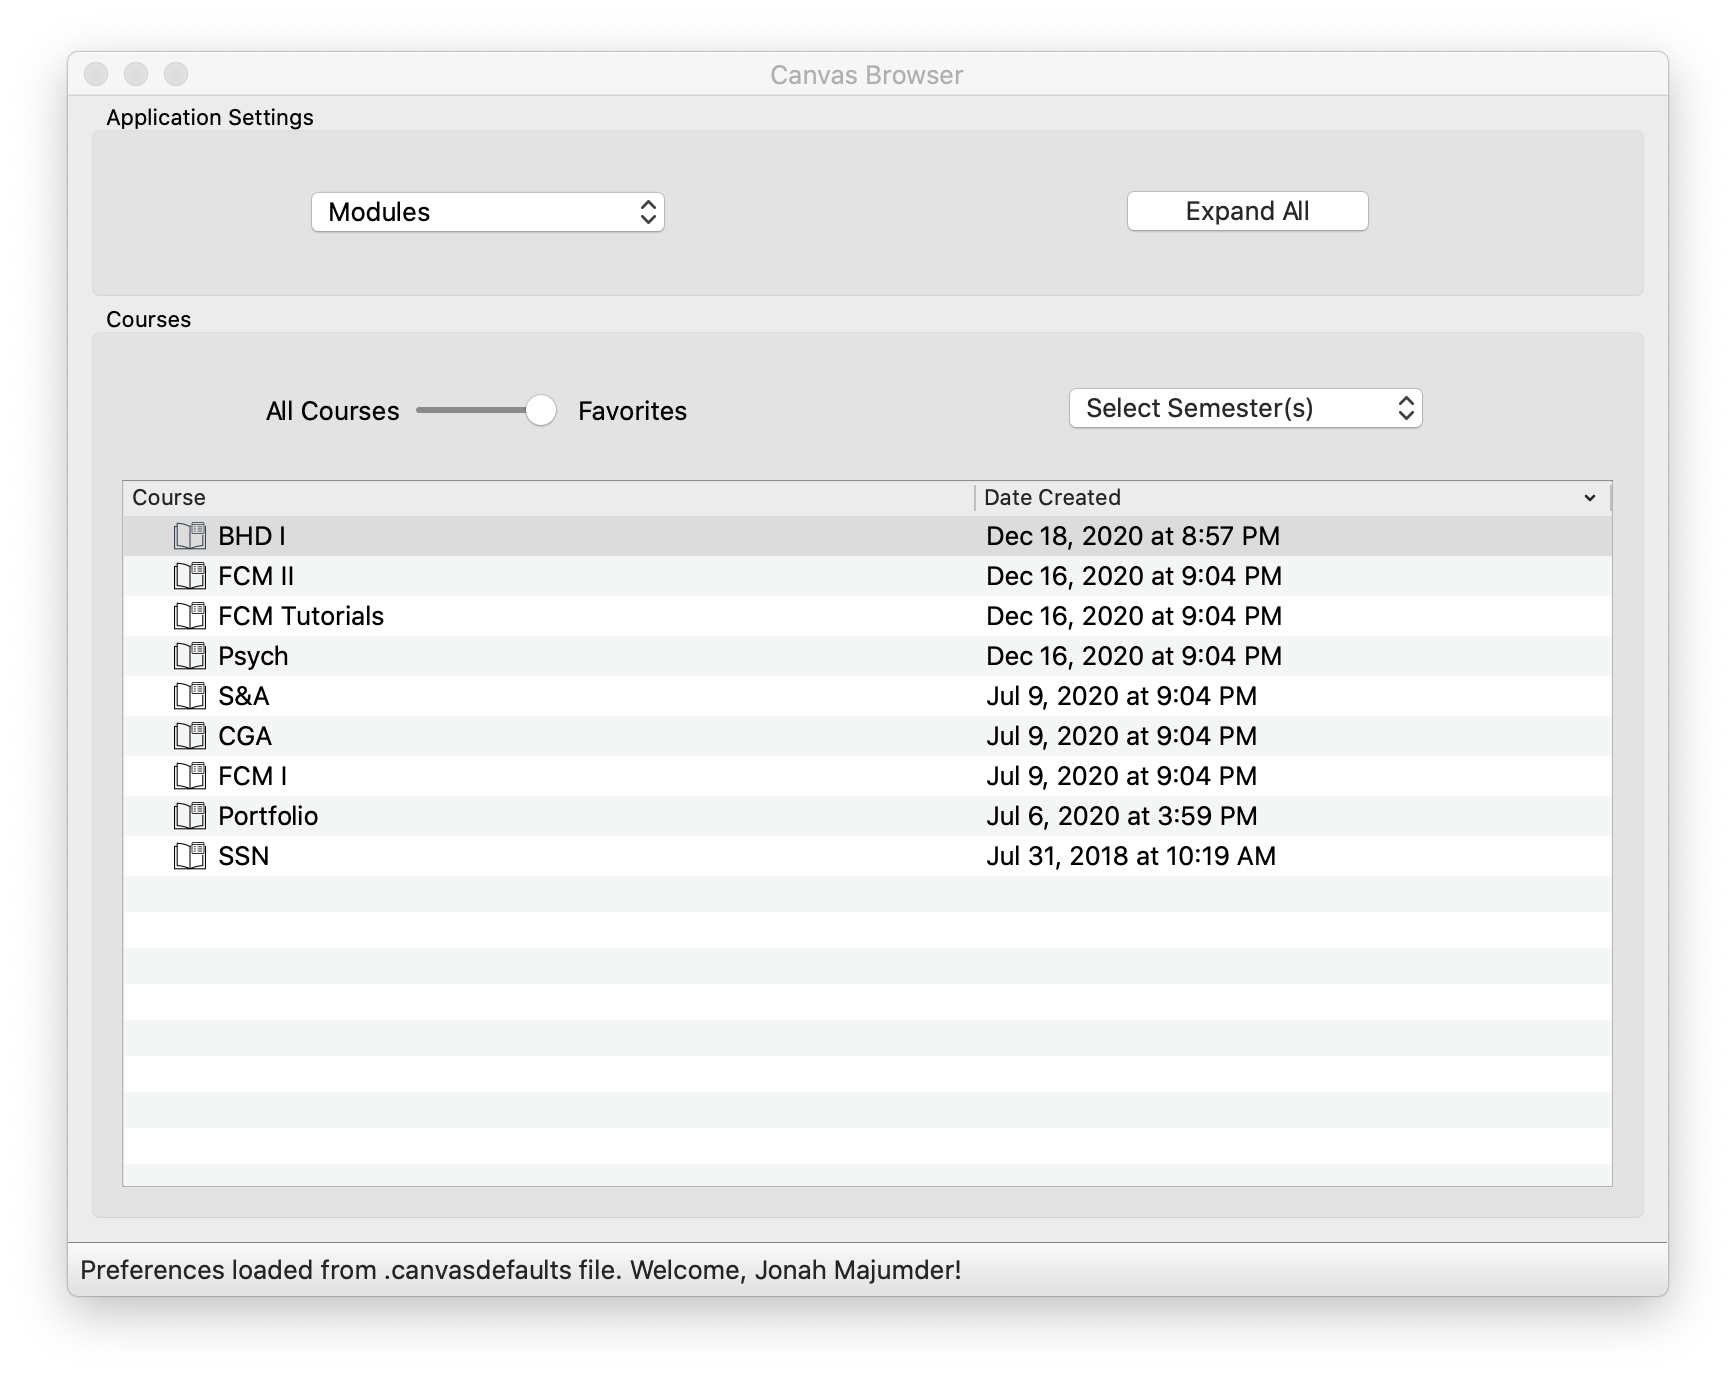 Canvas Browser
Application Settings
Modules
Expand All
Courses
All Courses
Favorites
Select Semester(s)
Course
Date Created
BHD I
Dec 18, 2020 at 8:57 PM
FCM II
Dec 16, 2020 at 9:04 PM
FCM Tutorials
Dec 16, 2020 at 9:04 PM
Psych
Dec 16, 2020 at 9:04 PM
S&A
Jul 9, 2020 at 9:04 PM
CGA
Jul 9, 2020 at 9:04 PM
FCM I
Jul 9, 2020 at 9:04 PM
Portfolio
Jul 6, 2020 at 3:59 PM
SSN
Jul 31, 2018 at 10:19 AM
Preferences loaded from .canvasdefaults file. Welcome, Jonah Majumder!